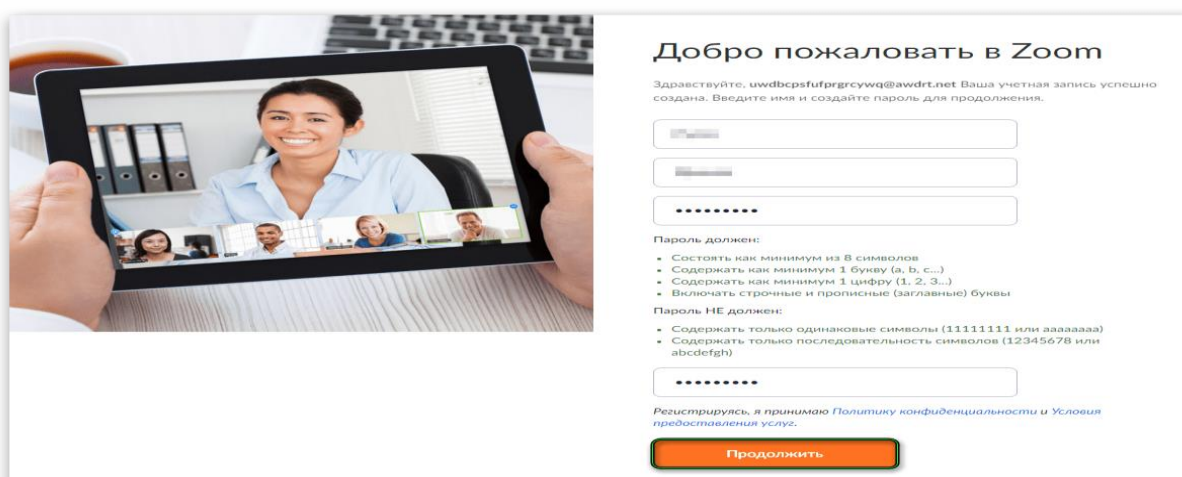 Добро пожаловать в Zoom
Здравствуйте, uwdbcpsfufprgrcywq@awdrt.net Ваша учетная запись успешно
создана. Введите имя и создайте пароль для продолжения.
•••••••••
Пароль должен:
• Состоять как минимум из 8 символов
• Содержать как минимум 1 букву (a, b, c...)
• Содержать как минимум 1 цифру (1, 2, 3...)
• Включать строчные и прописные (заглавные) буквы
Пароль НЕ должен:
• Содержать только одинаковые символы (11111111 или aaaaaaaa)
• Содержать только последовательность символов (12345678 или
abcdefgh)
•••••••••
Регистрируясь, я принимаю Политику конфиденциальности и Условия
предоставления услуг.
Продолжить